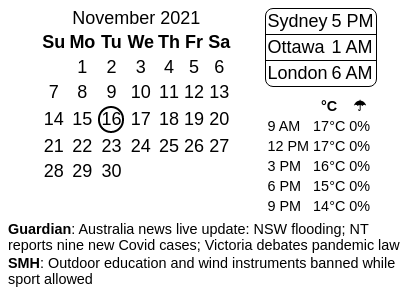 November 2021
Su Mo Tu We Th Fr Sa
1 2 3 4 5 6
7 8 9 10 11 12 13
14 15 16 17 18 19 20
21 22 23 24 25 26 27
28 29 30
Sydney 5 PM
Ottawa 1 AM
London 6 AM
°C ☂
9 AM 17°C 0%
12 PM 17°C 0%
3 PM 16°C 0%
6 PM 15°C 0%
9 PM 14°C 0%
Guardian: Australia news live update: NSW flooding; NT
reports nine new Covid cases; Victoria debates pandemic law
SMH: Outdoor education and wind instruments banned while
sport allowed